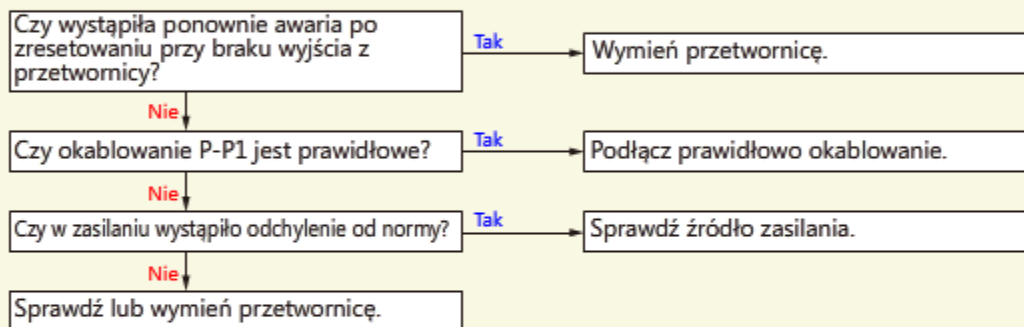 Czy wystąpiła ponownie awaria po
zresetowaniu przy braku wyjścia z
przetwornicy?
Tak
Wymień przetwornicę.
Nie
Czy okablowanie P-P1 jest prawidłowe?
Tak
Podłącz prawidłowo okablowanie.
Nie
Czy w zasilaniu wystąpiło odchylenie od normy?
Tak
Sprawdź źródło zasilania.
Nie
Sprawdź lub wymień przetwornicę.